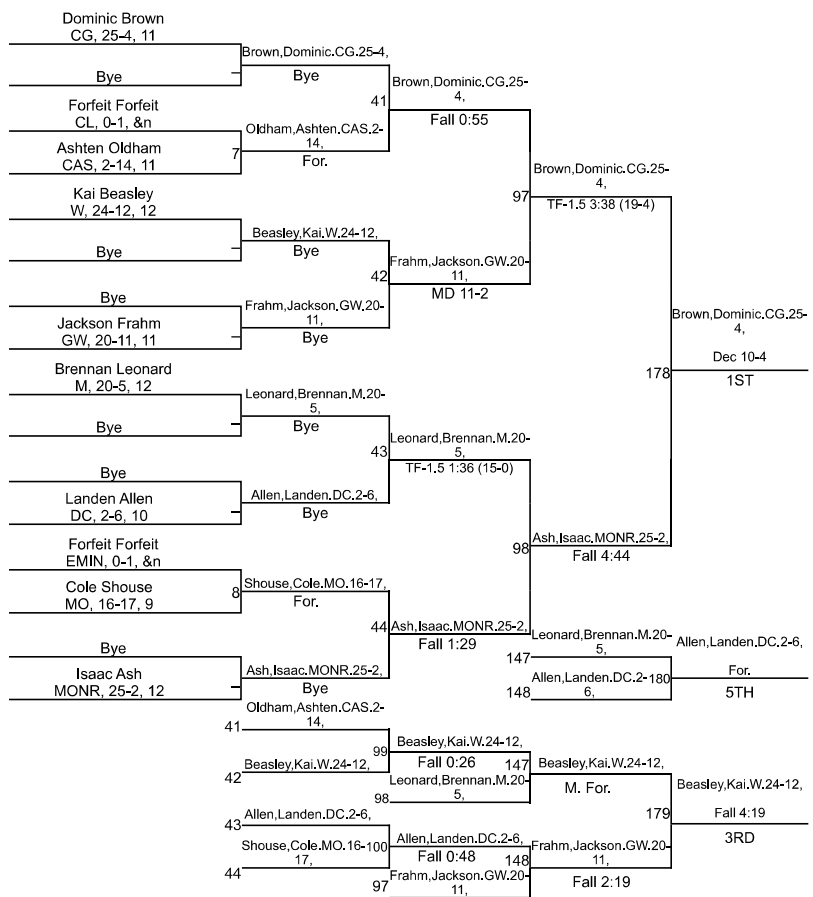 Dominic Brown
CG, 25-4, 11
Bye
Forfeit Forfeit
CL, 0-1, &n
Ashten Oldham
CAS, 2-14, 11
Kai Beasley
W, 24-12, 12
Bye
Bye
Jackson Frahm
GW, 20-11, 11
Brennan Leonard
M, 20-5, 12
Bye
Bye
Landen Allen
DC, 2-6, 10
Forfeit Forfeit
EMIN, 0-1, &n
Cole Shouse
MO, 16-17, 9
Bye
Isaac Ash
MONR, 25-2, 12
7
8
Brown,Dominic.CG.25-4,
Bye
Oldham,Ashten.CAS.2-
14,
For.
Beasley,Kai.W.24-12,
Bye
Frahm,Jackson.GW.20-
11,
Bye
Leonard,Brennan.M.20-
5,
Bye
Allen,Landen.DC.2-6,
Bye
Shouse,Cole.MO.16-17,
For.
Ash,Isaac.MONR.25-2,
Bye
41
Brown,Dominic.CG.25-
4,
Fall 0:55
42
Frahm,Jackson.GW.20-
11,
MD 11-2
43
Leonard,Brennan.M.20-
5,
TF-1.5 1:36 (15-0)
44
Ash,Isaac.MONR.25-2,
Fall 1:29
97
Brown,Dominic.CG.25-
4,
TF-1.5 3:38 (19-4)
98
Ash,Isaac.MONR.25-2,
Fall 4:44
178
Brown,Dominic.CG.25-
4,
Dec 10-4
1ST
147
Leonard,Brennan.M.20-
5,
148
Allen,Landen.DC.2-
6,
180
Allen,Landen.DC.2-6,
For.
5TH
41
Oldham,Ashten.CAS.2-
14,
42
Beasley,Kai.W.24-12,
99
Beasley,Kai.W.24-12,
Fall 0:26
98
Leonard,Brennan.M.20-
5,
147
Beasley,Kai.W.24-12,
M. For.
43
Allen,Landen.DC.2-6,
44
Shouse,Cole.MO.16-
17,
100
Allen,Landen.DC.2-6,
Fall 0:48
97
Frahm,Jackson.GW.20-
11,
148
Frahm,Jackson.GW.20-
11,
Fall 2:19
179
Beasley,Kai.W.24-12,
Fall 4:19
3RD